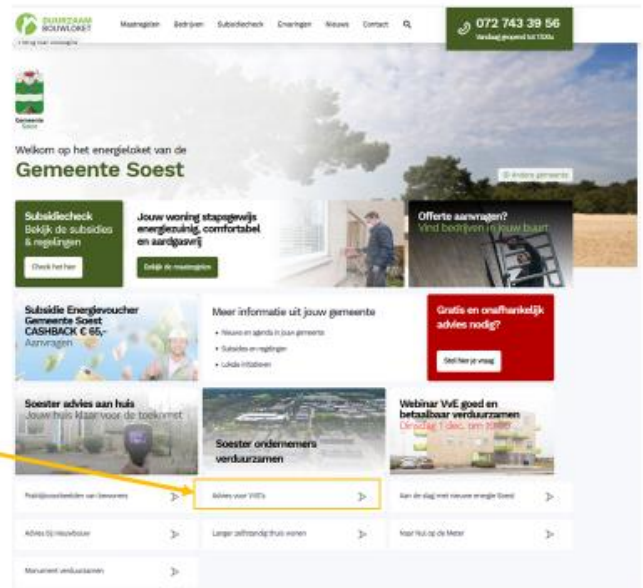 DUURZAAM
BOUWLOKET
Maatregelen Bedrijven Subsidiecheck Ervaringen Nieuws Contact
072 743 39 56
Vandaag geopend tot
Gemeente
Soest
Welkom op het energieloket van de
Gemeente Soest
Andere gemeente
Subsidiecheck
Bekijk de subsidies
& regelingen
Check het hier
Jouw woning stapsgewijs
energiezuinig, comfortabel
en aardgasvrij
Bekijk de maatregelen
Offerte aanvragen?
Vind bedrijven in jouw buurt
Subsidie Energievoucher
Gemeente Soest
CASHBACK € 65,-
Aanvragen
Meer informatie uit jouw gemeente
• Nieuws en agenda in jouw gemeente
• Subsidies en regelingen
• Lokale initiatieven
Gratis en onafhankelijk
advies nodig?
Stel hier je vraag
Soester advies aan huis
Jouw huis klaar voor de toekomst
Soester ondernemers
verduurzamen
Webinar VvE goed en
betaalbaar verduurzamen
Dinsdag 1 dec. om
Praktijkvoorbeelden van bewoners
Advies voor VVE's
Aan de slag met nieuwe energie Soest
Advies bij nieuwbouw
Langer zelfstandig thuis wonen
Naar Nul op de Meter
Monument verduurzamen